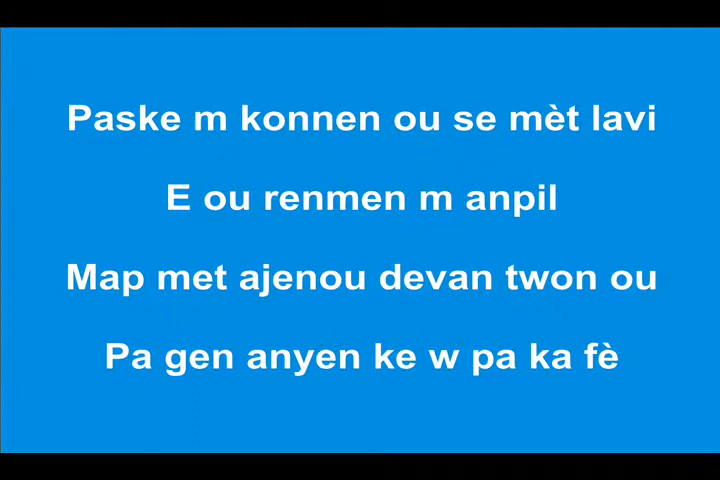 Paske m konnen ou se mèt lavi
E ou renmen m anpil
Map met ajenou devan twon ou
Pa gen anyen ke w pa ka fè